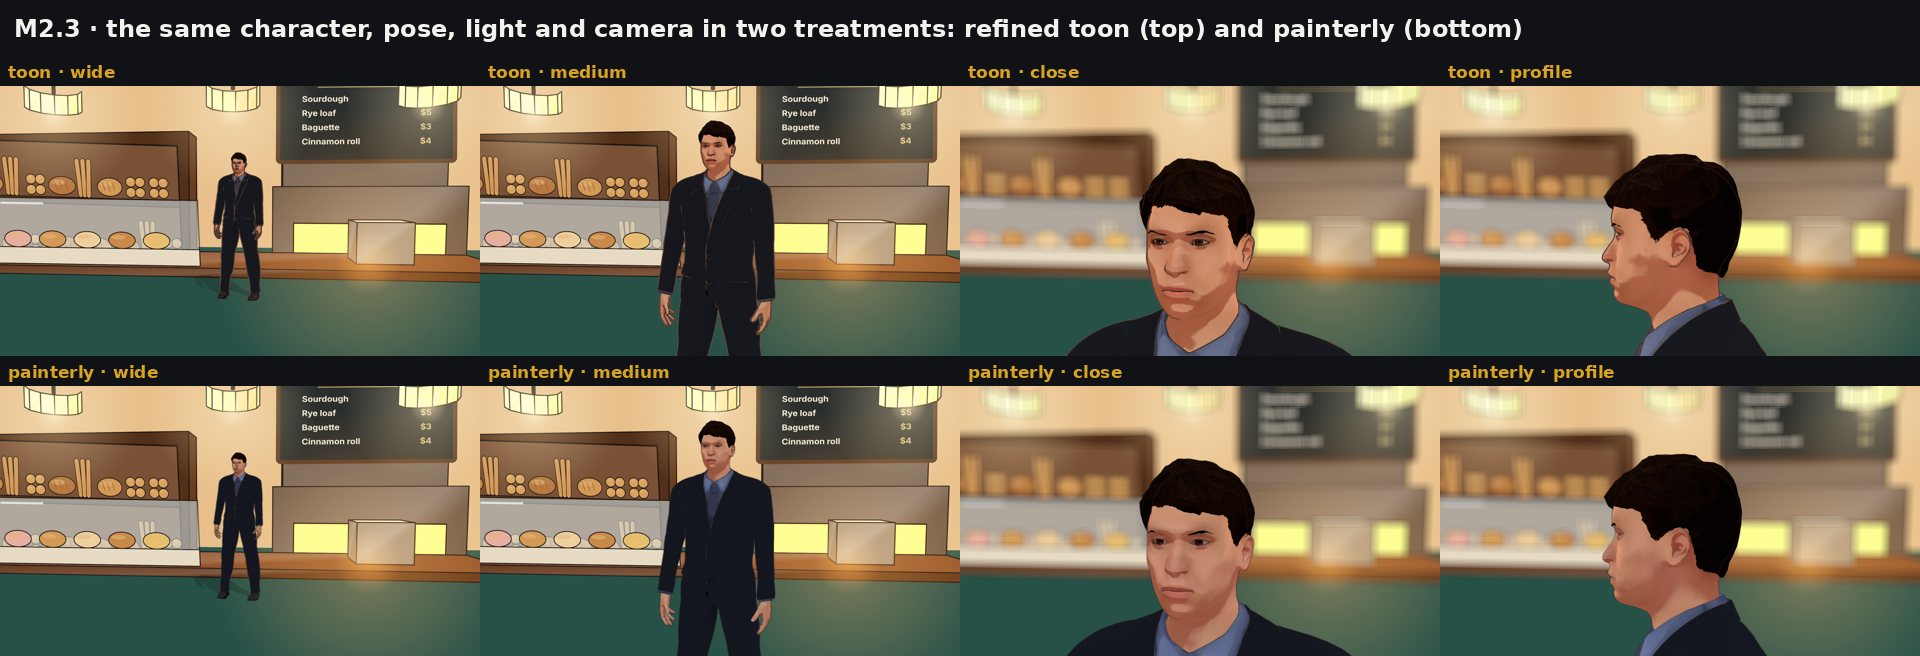 M2.3 · the same character, pose, light and camera in two treatments: refined toon (top) and painterly (bottom)
toon · wide
toon · medium
toon · close
toon · profile
Sourdough
Rye loaf $5
Baguette $3
Cinnamon roll $4
Sourdough
Rye loaf $5
Baguette $3
Cinnamon roll $4
painterly · wide
painterly · medium
painterly · close
painterly · profile
Sourdough
Rye loaf $5
Baguette $3
Cinnamon roll $4
Sourdough
Rye loaf $5
Baguette $3
Cinnamon roll $4